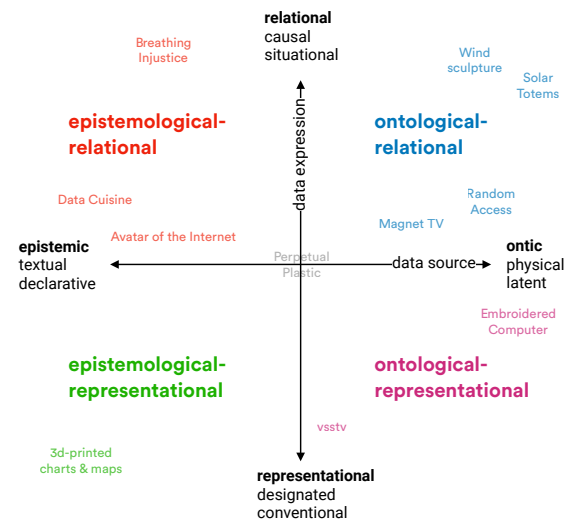 relational
causal
situational
Breathing
Injustice
Wind
sculpture
Solar
Totems
epistemological-
relational
data expression
ontological-
relational
Data Cuisine
Random
Access
Avatar of the Internet
Magnet TV
epistemic
textual
declarative
Perpetual
Plastic
data source
ontic
physical
latent
Embroidered
Computer
epistemological-
representational
ontological-
representational
vsstv
3d-printed
charts & maps
representational
designated
conventional